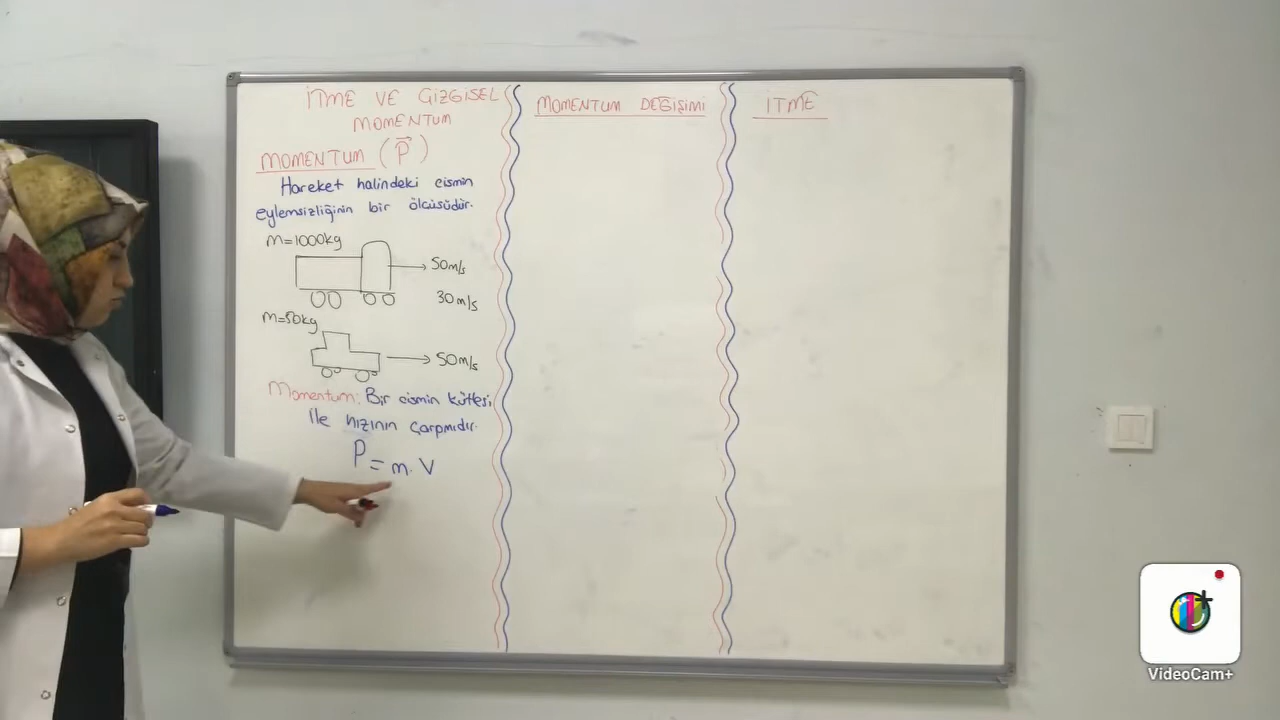 İTME VE ÇİZGİSEL
MOMENTUM
MOMENTUM (P⃗)
Hareket halindeki cismin
eylemsizliğinin bir ölçüsüdür.
m=1000kg
50m/s
30m/s
m=50kg
50m/s
Momentum: Bir cismin kütlesi
ile hızının çarpmıdır.
P = m. V
MOMENTUM DEĞİŞİMİ
İTME
VideoCam+